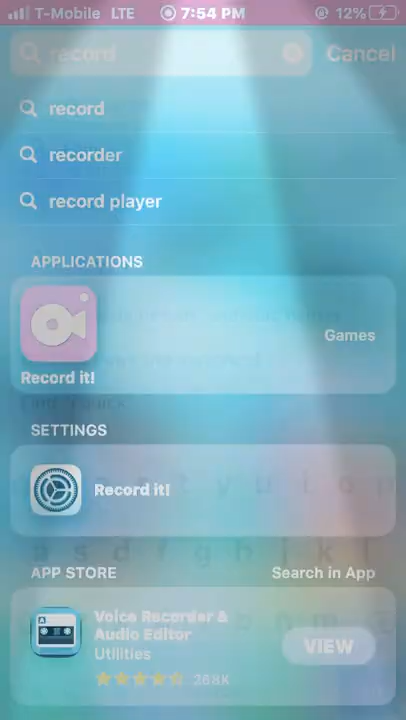 T-Mobile LTE 7:54 PM 12%
record Cancel
record
recorder
record player
APPLICATIONS
Games
Record it!
SETTINGS
Record it!
APP STORE Search in App
Voice Recorder &
Audio Editor
Utilities
VIEW
268K
q t y u i o p
a s d f g h j k l
b n m